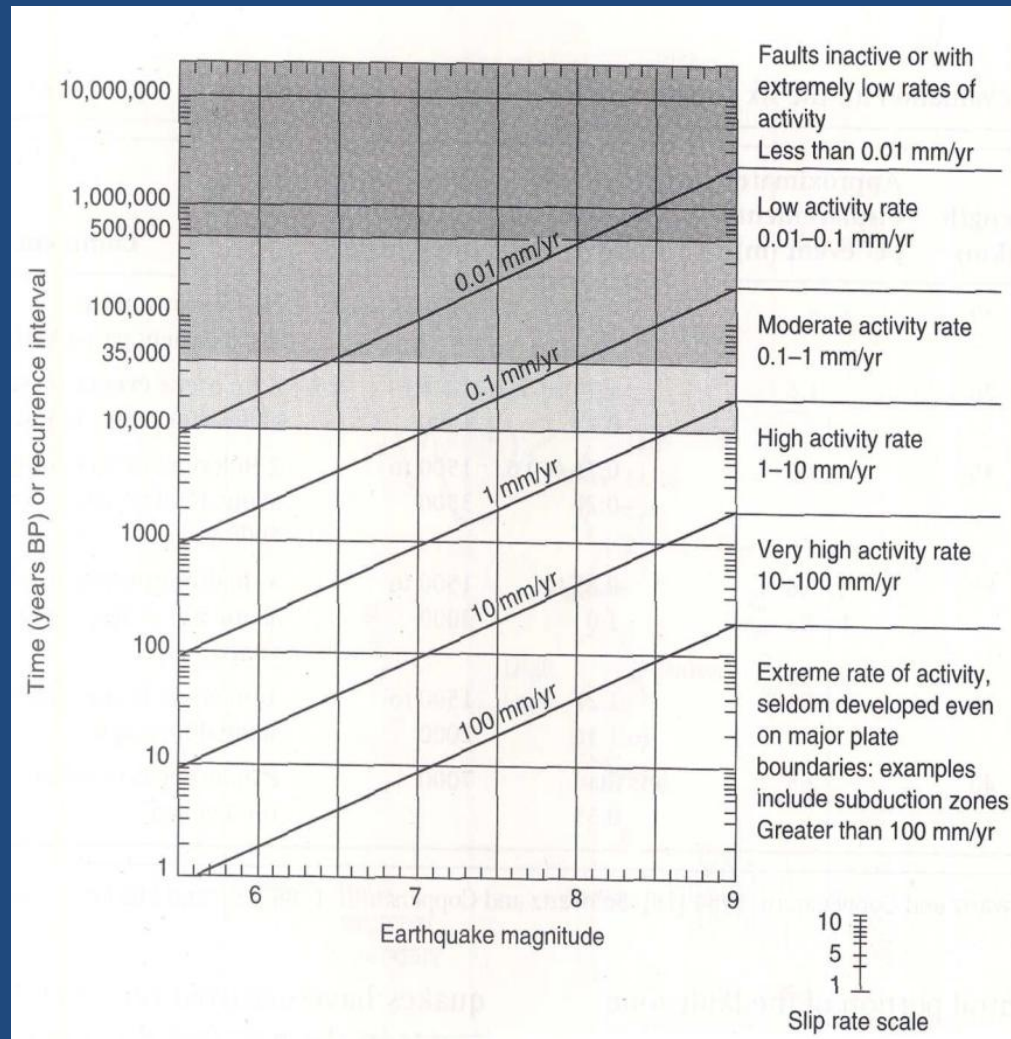 Time (years BP) or recurrence interval
10,000,000
1,000,000
500,000
100,000
35,000
10,000
1000
100
10
1
0.01 mm/yr
0.1 mm/yr
1 mm/yr
10 mm/yr
100 mm/yr
6
7
8
9
Earthquake magnitude
Faults inactive or with
extremely low rates of
activity
Less than 0.01 mm/yr
Low activity rate
0.01–0.1 mm/yr
Moderate activity rate
0.1–1 mm/yr
High activity rate
1–10 mm/yr
Very high activity rate
10–100 mm/yr
Extreme rate of activity,
seldom developed even
on major plate
boundaries: examples
include subduction zones
Greater than 100 mm/yr
10
5
1
Slip rate scale